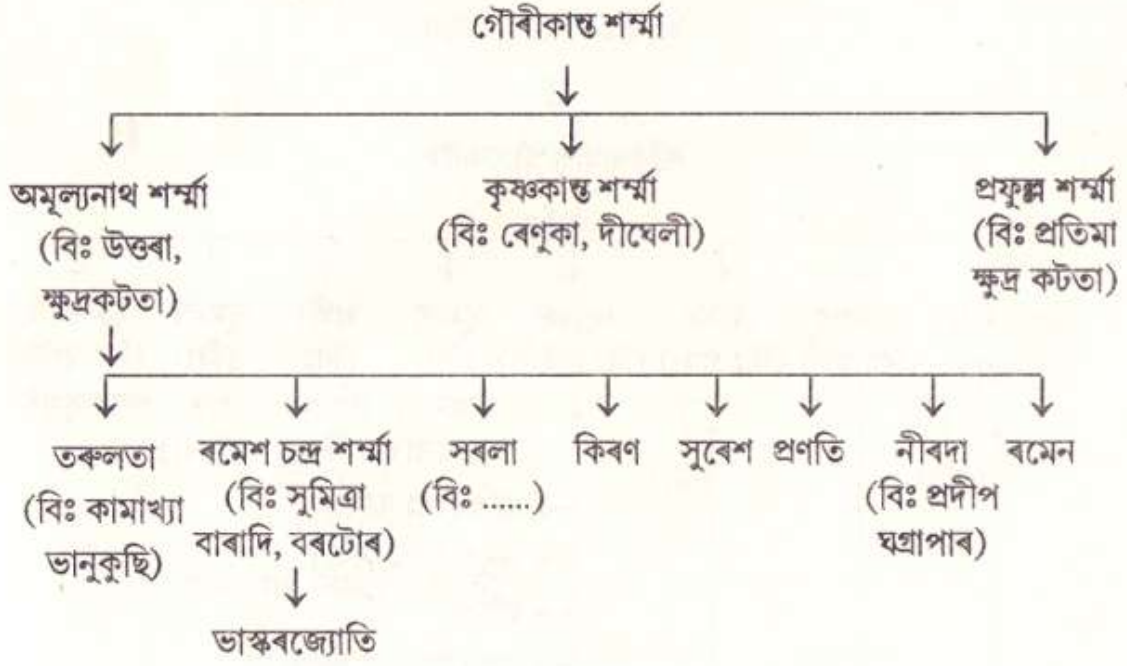 গৌৰীকান্ত শৰ্ম্মা
অমূল্যনাথ শৰ্ম্মা
(বিঃ উত্তৰা,
ক্ষুদ্ৰকটতা)
কৃষ্ণকান্ত শৰ্ম্মা
(বিঃ ৰেণুকা, দীঘেলী)
প্ৰফুল্ল শৰ্ম্মা
(বিঃ প্ৰতিমা
ক্ষুদ্ৰ কটতা)
তৰুলতা
(বিঃ কামাখ্যা
ভানুকুছি)
ৰমেশ চন্দ্ৰ শৰ্ম্মা
(বিঃ সুমিত্ৰা
বাৰাদি, বৰটোৰ)
সৰলা
(বিঃ ......)
কিৰণ
সুৰেশ
প্ৰণতি
নীৰদা
(বিঃ প্ৰদীপ
ঘগ্ৰাপাৰ)
ৰমেন
ভাস্কৰজ্যোতি